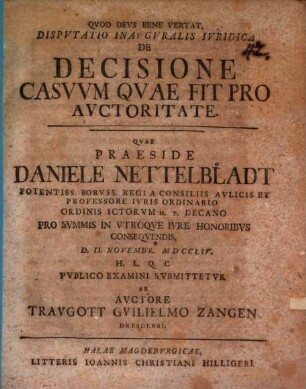 QVOD DEVS BENE VERTAT,
DISPVTATIO INAVGVRALIS IVRIDICA
DE
42.
DECISIONE
CASVVM QVAE FIT PRO
AVCTORITATE.
QVAE
PRAESIDE
DANIELE NETTELBLADT
POTENTISS. BORVSS. REGI A CONSILIIS AVLICIS ET
PROFESSORE IVRIS ORDINARIO
ORDINIS ICTORVM H. T. DECANO
PRO SVMMIS IN VTROQVE IVRE HONORIBVS
CONSEQVENDIS,
D. II. NOVEMBR. MDCCLIV.
H. L. Q. C.
PVBLICO EXAMINI SVBMITTETVR
AB
AVCTORE
TRAVGOTT GVILIELMO ZANGEN
DRESDENSI.
HALAE MAGDEBVRGICAE,
LITTERIS IOANNIS CHRISTIANI HILLIGERI.